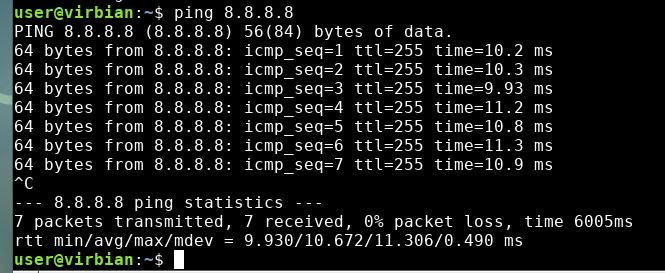 user@virbian:~$ ping 8.8.8.8
PING 8.8.8.8 (8.8.8.8) 56(84) bytes of data.
64 bytes from 8.8.8.8: icmp_seq=1 ttl=255 time=10.2 ms
64 bytes from 8.8.8.8: icmp_seq=2 ttl=255 time=10.3 ms
64 bytes from 8.8.8.8: icmp_seq=3 ttl=255 time=9.93 ms
64 bytes from 8.8.8.8: icmp_seq=4 ttl=255 time=11.2 ms
64 bytes from 8.8.8.8: icmp_seq=5 ttl=255 time=10.8 ms
64 bytes from 8.8.8.8: icmp_seq=6 ttl=255 time=11.3 ms
64 bytes from 8.8.8.8: icmp_seq=7 ttl=255 time=10.9 ms
^C
--- 8.8.8.8 ping statistics ---
7 packets transmitted, 7 received, 0% packet loss, time 6005ms
rtt min/avg/max/mdev = 9.930/10.672/11.306/0.490 ms
user@virbian:~$